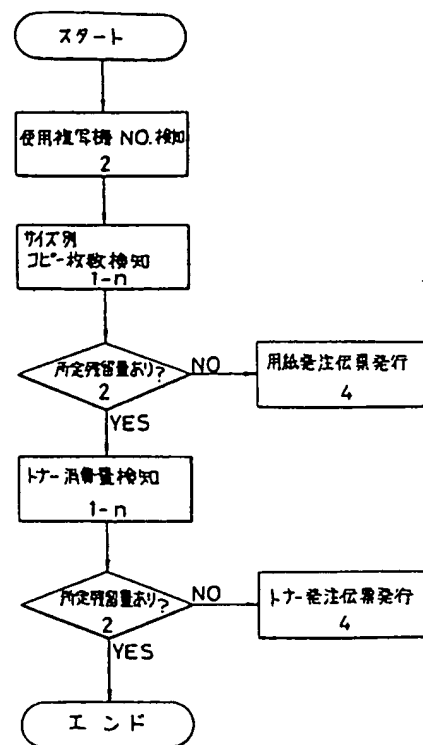 スタート
使用複写機 NO.検知
2
サイズ別
コピー枚数検知
1-n
所定残留量あり?
2
NO
用紙発注伝票発行
4
YES
トナー消費量検知
1-n
所定残留量あり?
2
NO
トナー発注伝票発行
4
YES
エンド